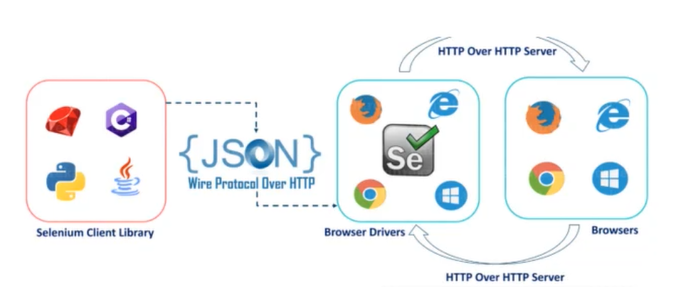 HTTP Over HTTP Server
{JSON}
Wire Protocol Over HTTP
Se
Selenium Client Library
Browser Drivers
Browsers
HTTP Over HTTP Server